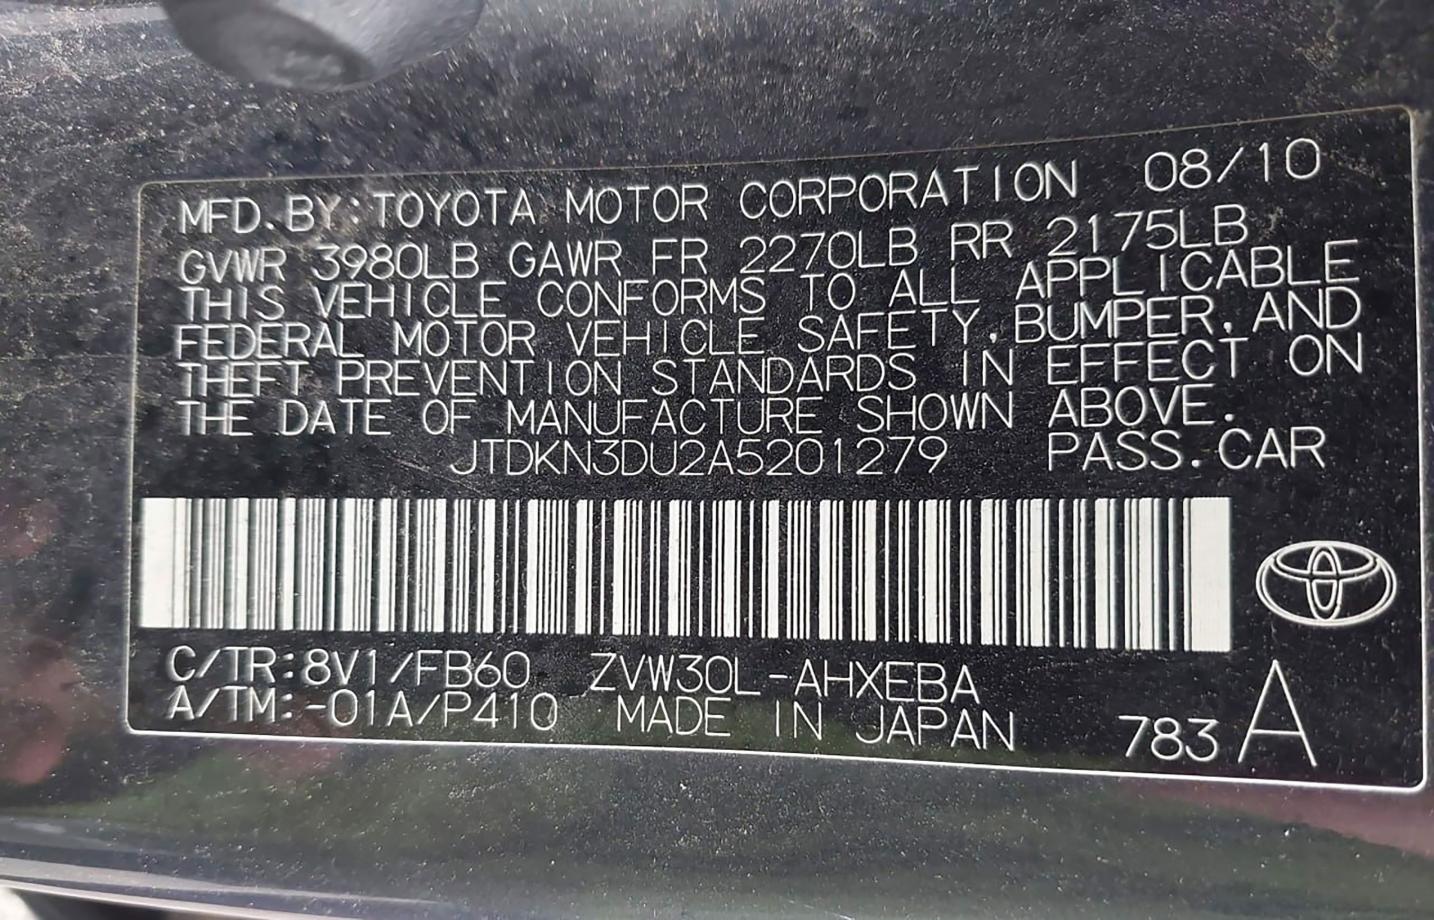 MFD.BY:TOYOTA MOTOR CORPORATION 08/10
GVWR 3980LB GAWR FR 2270LB RR 2175LB
THIS VEHICLE CONFORMS TO ALL APPLICABLE
FEDERAL MOTOR VEHICLE SAFETY,BUMPER,AND
THEFT PREVENTION STANDARDS IN EFFECT ON
THE DATE OF MANUFACTURE SHOWN ABOVE.
JTDKN3DU2A5201279 PASS.CAR
C/TR:8V1/FB60 ZVW30L-AHXEBA
A/TM:-01A/P410 MADE IN JAPAN 783 A